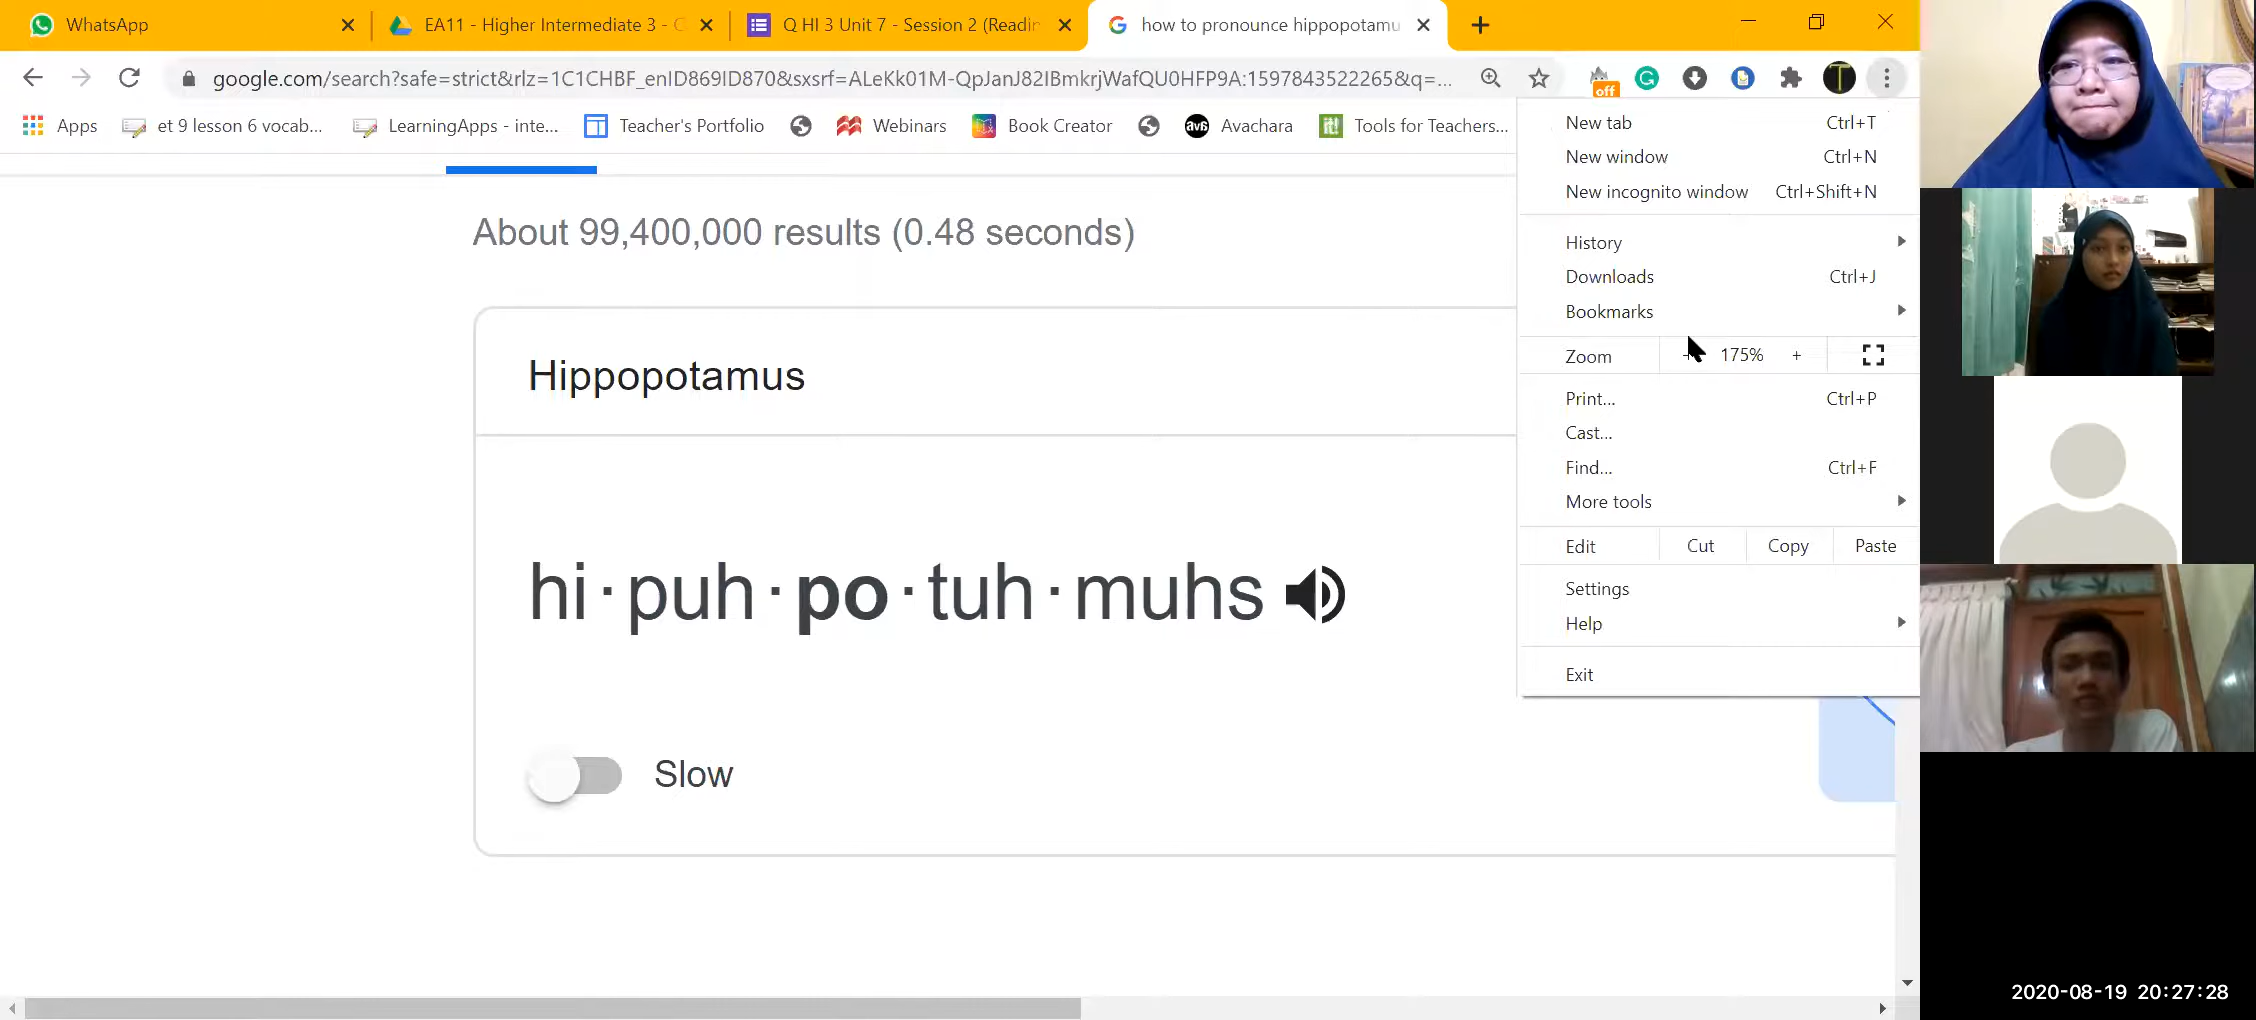 WhatsApp
EA11 - Higher Intermediate 3 - C
Q HI 3 Unit 7 - Session 2 (Readin
how to pronounce hippopotamu
google.com/search?safe=strict&rlz=1C1CHBF_enID869ID870&sxsrf=ALeKk01M-QpJanJ82IBmkrjWafQU0HFP9A:1597843522265&q=...
off
T
Apps
et 9 lesson 6 vocab...
LearningApps - inte...
Teacher's Portfolio
Webinars
Book Creator
Avachara
Tools for Teachers...
New tab Ctrl+T
New window Ctrl+N
New incognito window Ctrl+Shift+N
History
Downloads Ctrl+J
Bookmarks
Zoom - 175% +
Print... Ctrl+P
Cast...
Find... Ctrl+F
More tools
Edit Cut Copy Paste
Settings
Help
Exit
About 99,400,000 results (0.48 seconds)
Hippopotamus
hi·puh·po·tuh·muhs
Slow
2020-08-19 20:27:28